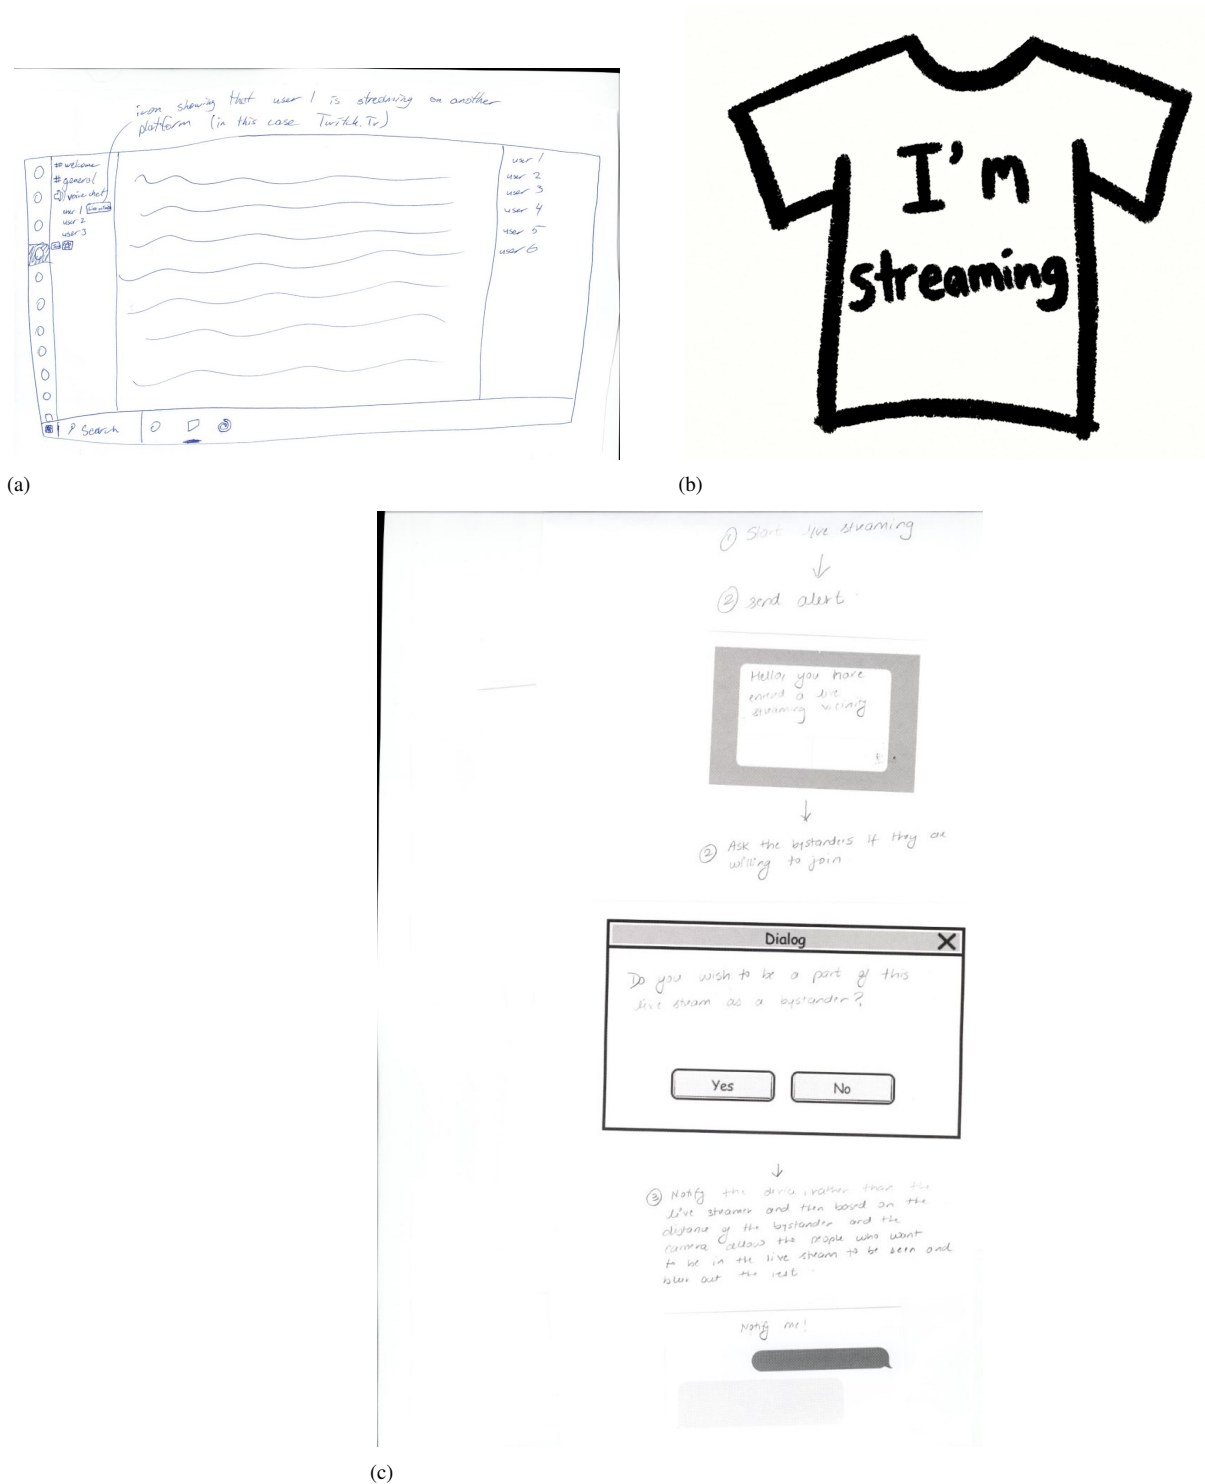 icon showing that user 1 is streaming on another
platform (in this case Twitch.Tv)
#welcome
#general
voice chat
user 1
user 2
user 3
user 1
user 2
user 3
user 4
user 5
user 6
Search
(a)
I'm
streaming
(b)
① Start live streaming
② send alert
Hello, you have
entered a live
streaming vicinity
② Ask the bystanders if they are
willing to join
Dialog
Do you wish to be a part of this
live stream as a bystander?
Yes
No
③ Notify the device rather than the
live streamer and then based on the
distance of the bystander and the
camera allow the people who want
to be in the live stream to be seen and
blur out the rest
Notify me!
(c)